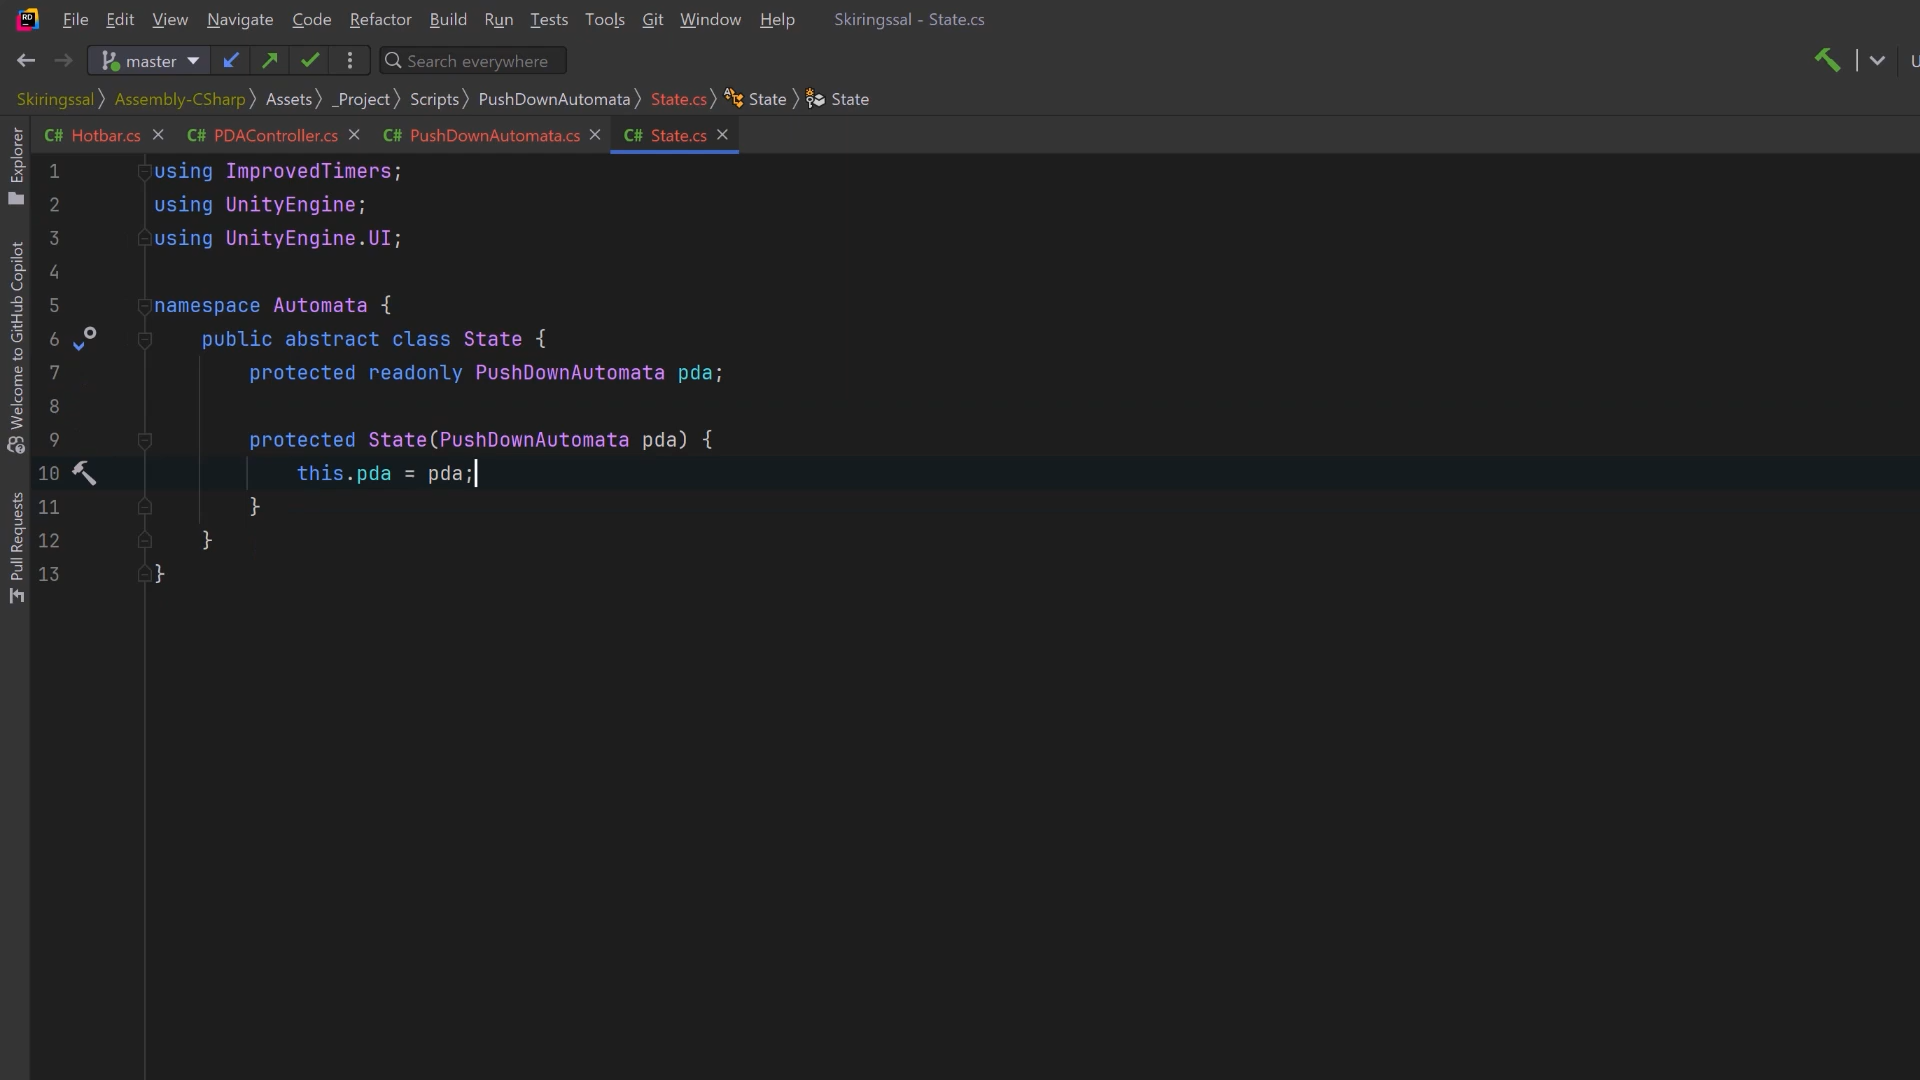 File Edit View Navigate Code Refactor Build Run Tests Tools Git Window Help Skiringssal - State.cs
master Search everywhere U
Skiringssal Assembly-CSharp Assets _Project Scripts PushDownAutomata State.cs State State
C# Hotbar.cs C# PDAController.cs C# PushDownAutomata.cs C# State.cs
Explorer
Welcome to GitHub Copilot
Pull Requests
1 using ImprovedTimers;
2 using UnityEngine;
3 using UnityEngine.UI;
4
5 namespace Automata {
6 public abstract class State {
7 protected readonly PushDownAutomata pda;
8
9 protected State(PushDownAutomata pda) {
10 this.pda = pda;
11 }
12 }
13 }